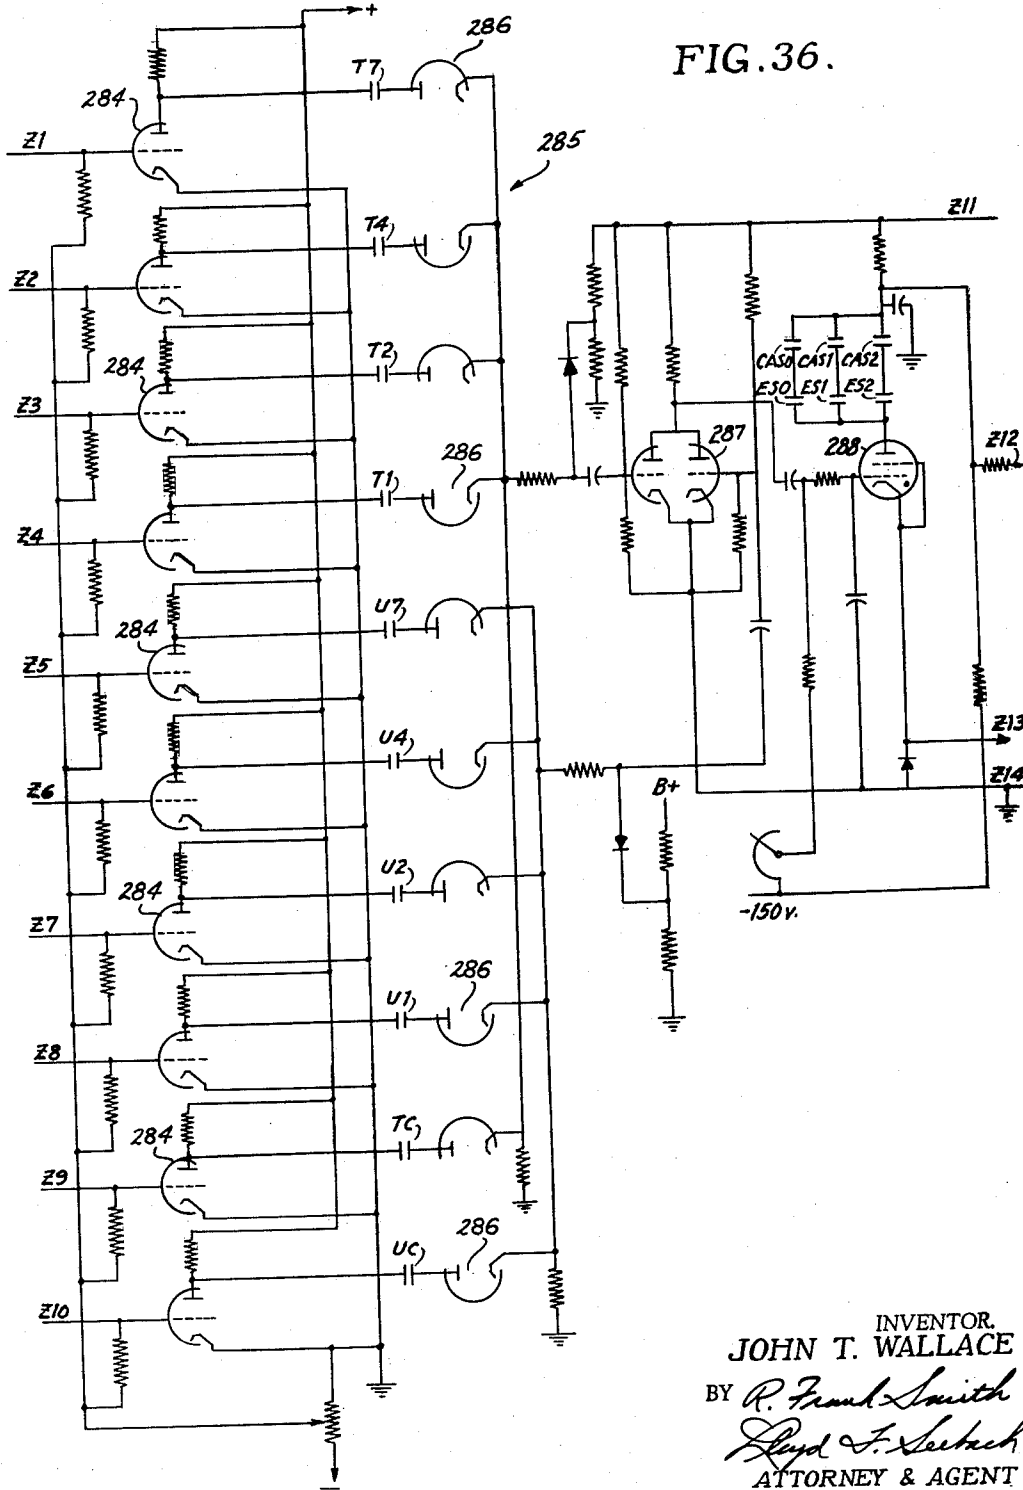 FIG. 36.
+
286
T7
284
Z1
285
T4
Z11
Z2
T2
284
CAS0 CAS1 CAS2
ES0 ES1 ES2
Z3
286
287
288
Z12
T1
Z4
U7
284
Z5
Z13
U4
Z14
Z6
B+
U2
284
-150 v.
Z7
286
U1
Z8
TC
284
Z9
286
UC
Z10
INVENTOR.
JOHN T. WALLACE
BY R. Frank Smith
Lloyd F. Seebach
ATTORNEY & AGENT
−